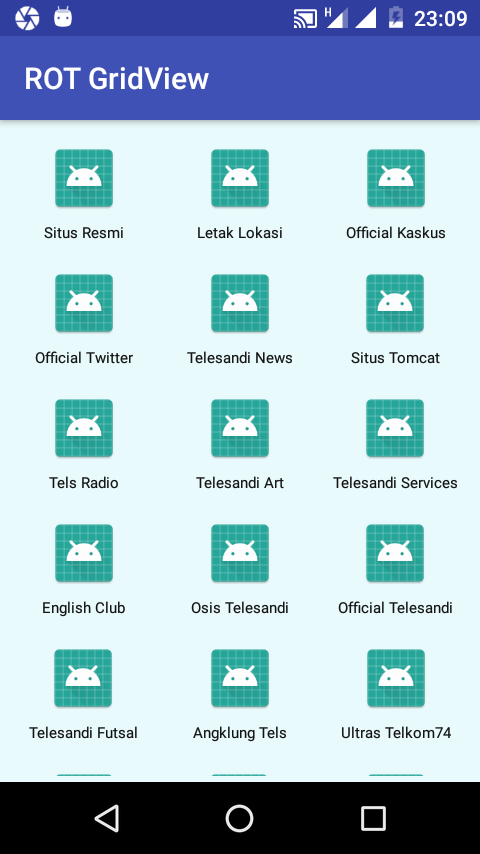 H
23:09
ROT GridView
Situs Resmi
Letak Lokasi
Official Kaskus
Official Twitter
Telesandi News
Situs Tomcat
Tels Radio
Telesandi Art
Telesandi Services
English Club
Osis Telesandi
Official Telesandi
Telesandi Futsal
Angklung Tels
Ultras Telkom74